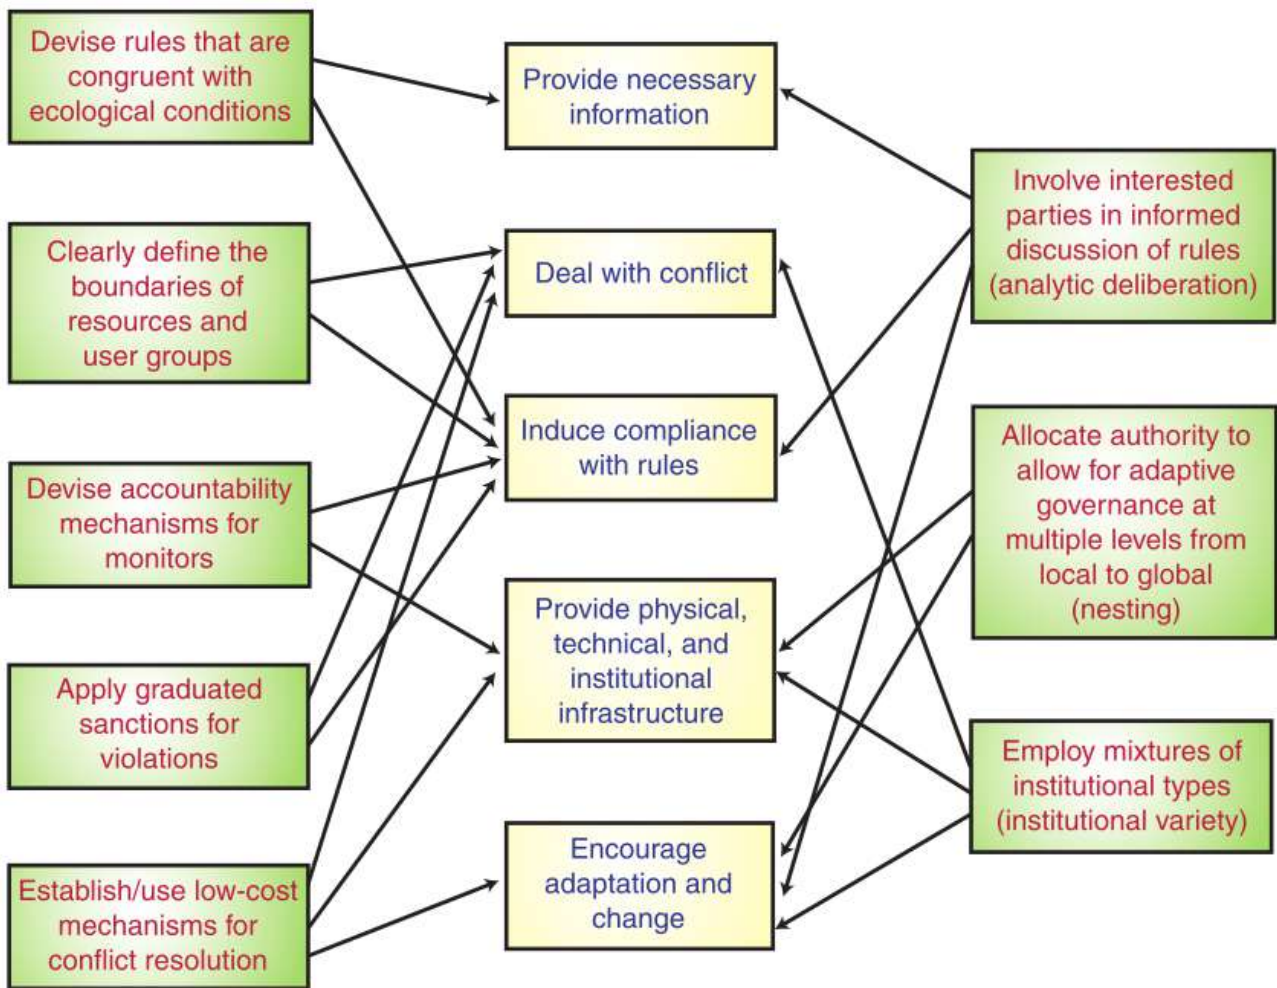 Devise rules that are
congruent with
ecological conditions
Clearly define the
boundaries of
resources and
user groups
Devise accountability
mechanisms for
monitors
Apply graduated
sanctions for
violations
Establish/use low-cost
mechanisms for
conflict resolution
Provide necessary
information
Deal with conflict
Induce compliance
with rules
Provide physical,
technical, and
institutional
infrastructure
Encourage
adaptation and
change
Involve interested
parties in informed
discussion of rules
(analytic deliberation)
Allocate authority to
allow for adaptive
governance at
multiple levels from
local to global
(nesting)
Employ mixtures of
institutional types
(institutional variety)